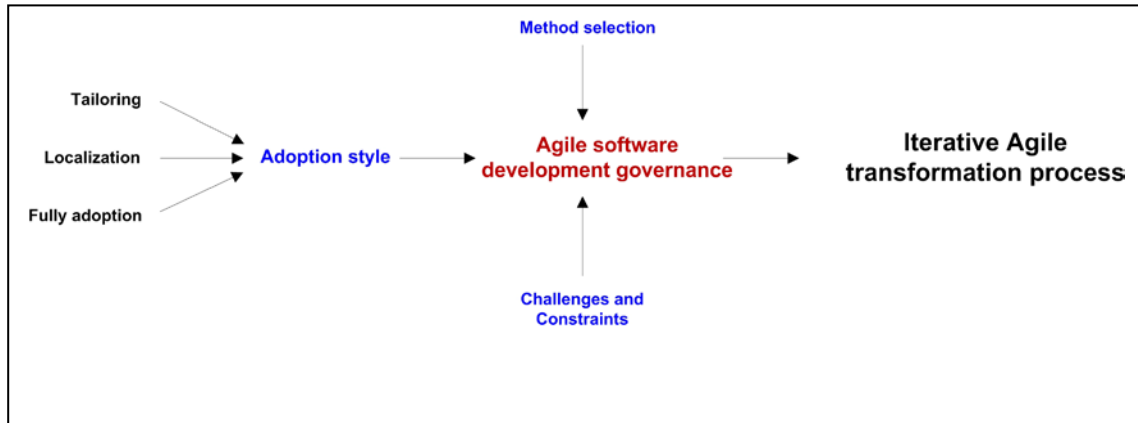 Method selection
Tailoring
Localization
Fully adoption
Adoption style
Agile software
development governance
Iterative Agile
transformation process
Challenges and
Constraints